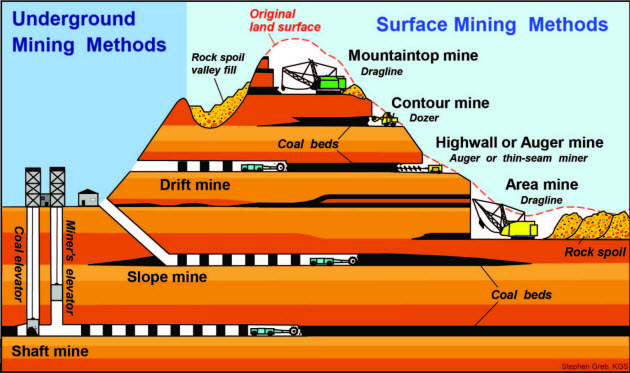 Underground
Mining Methods
Original
land surface
Surface Mining Methods
Rock spoil
valley fill
Mountaintop mine
Dragline
Contour mine
Dozer
Coal beds
Highwall or Auger mine
Auger or thin-seam miner
Drift mine
Area mine
Dragline
Coal elevator
Miner's elevator
Rock spoil
Slope mine
Coal beds
Shaft mine
Stephen Greb, KGS